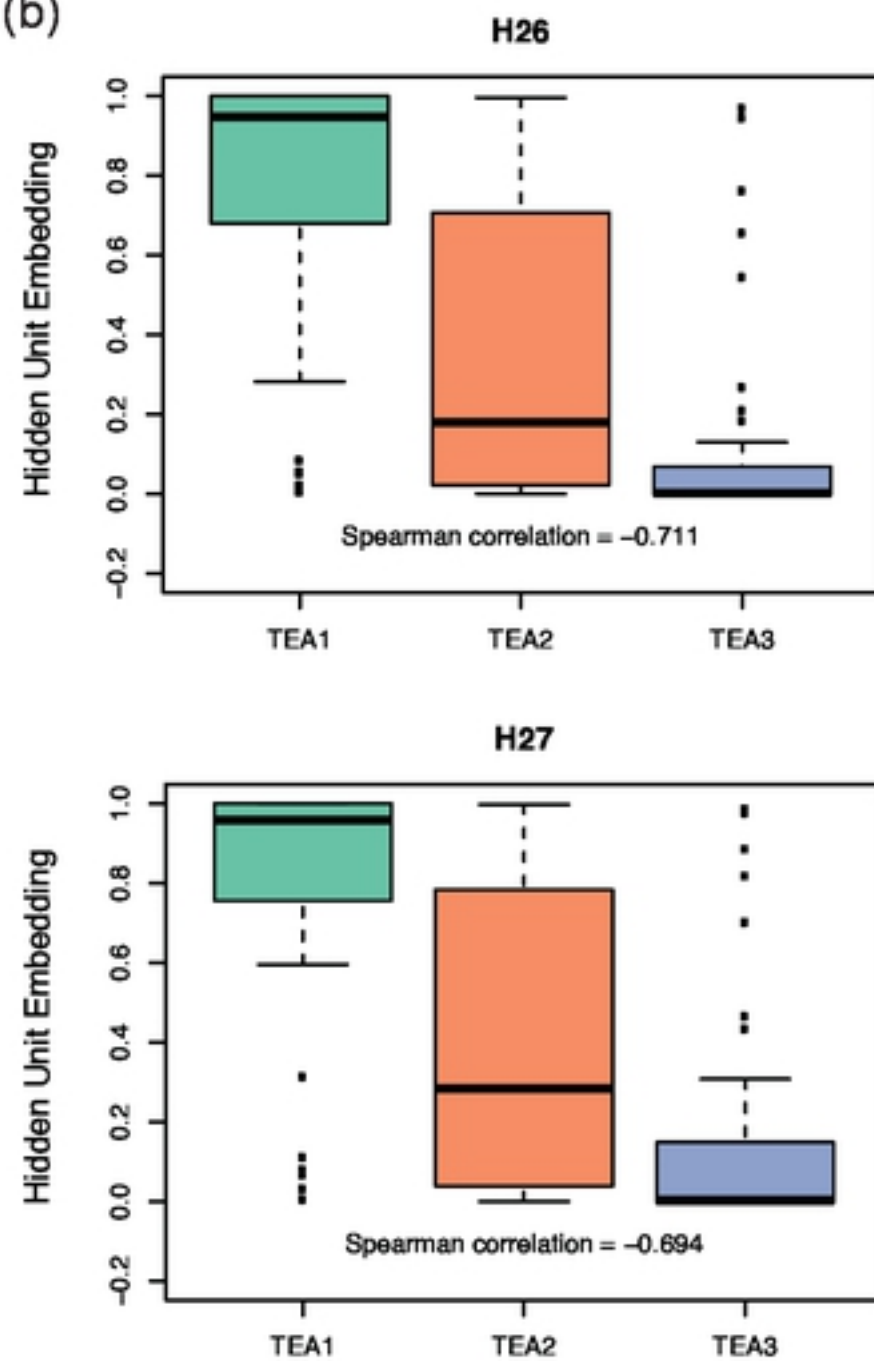 (b)
H26
Hidden Unit Embedding
1.0
0.8
0.6
0.4
0.2
0.0
−0.2
Spearman correlation = −0.711
TEA1 TEA2 TEA3
H27
Hidden Unit Embedding
1.0
0.8
0.6
0.4
0.2
0.0
−0.2
Spearman correlation = −0.694
TEA1 TEA2 TEA3